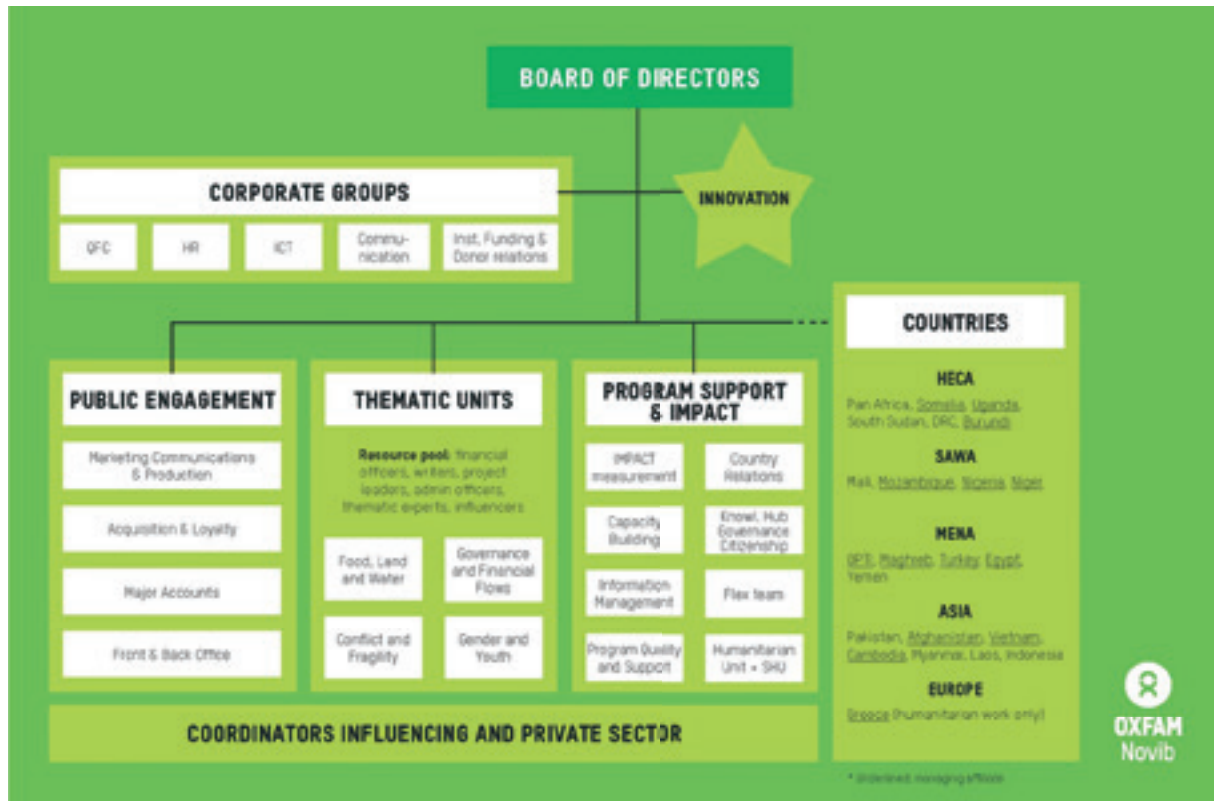 BOARD OF DIRECTORS
CORPORATE GROUPS
INNOVATION
HR
ICT
Commu-
nication
Inst, Funding &
Donor relations
COUNTRIES
PUBLIC ENGAGEMENT
Marketing Communications
& Production
Acquisition & Loyalty
Major Accounts
Front & Back Office
THEMATIC UNITS
Resource pool: financial
officers, writers, project
leaders, admin officers,
thematic experts, influencers
Food, Land
and Water
Governance
and Financial
Flows
Conflict and
Fragility
Gender and
Youth
PROGRAM SUPPORT
& IMPACT
IMPACT
measurement
Country
Relations
Capacity
Building
Knowl. Hub
Governance
Citizenship
Information
Management
Flex team
Program Quality
and Support
Humanitarian
Unit + SHU
HECA
Pan Africa, Somalia, Uganda,
South Sudan, DRC, Burundi
SAWA
Mali, Mozambique, Nigeria, Niger
MENA
OPTI, Maghreb, Turkey, Egypt,
Yemen
ASIA
Pakistan, Afghanistan, Vietnam,
Cambodia, Myanmar, Laos, Indonesia
EUROPE
Greece (humanitarian work only)
COORDINATORS INFLUENCING AND PRIVATE SECTOR
* Underlined: managing affiliate
OXFAM
Novib